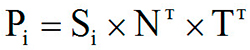 Pᵢ = Sᵢ × Nᵀ × Tᵀ